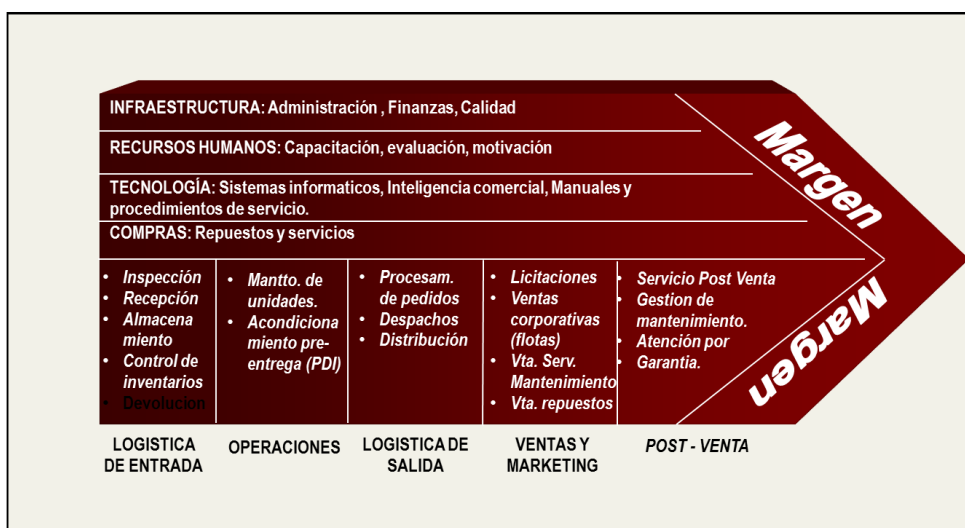 INFRAESTRUCTURA: Administración , Finanzas, Calidad
RECURSOS HUMANOS: Capacitación, evaluación, motivación
TECNOLOGÍA: Sistemas informaticos, Inteligencia comercial, Manuales y
procedimientos de servicio.
COMPRAS: Repuestos y servicios
Margen
Margen
• Inspección
• Recepción
• Almacena
miento
• Control de
inventarios
• Devolucion
• Mantto. de
unidades.
• Acondiciona
miento pre-
entrega (PDI)
• Procesam.
de pedidos
• Despachos
• Distribución
• Licitaciones
• Ventas
corporativas
(flotas)
• Vta. Serv.
Mantenimiento
• Vta. repuestos
• Servicio Post Venta
• Gestion de
mantenimiento.
• Atención por
• Garantia.
LOGISTICA
DE ENTRADA
OPERACIONES
LOGISTICA DE
SALIDA
VENTAS Y
MARKETING
POST - VENTA